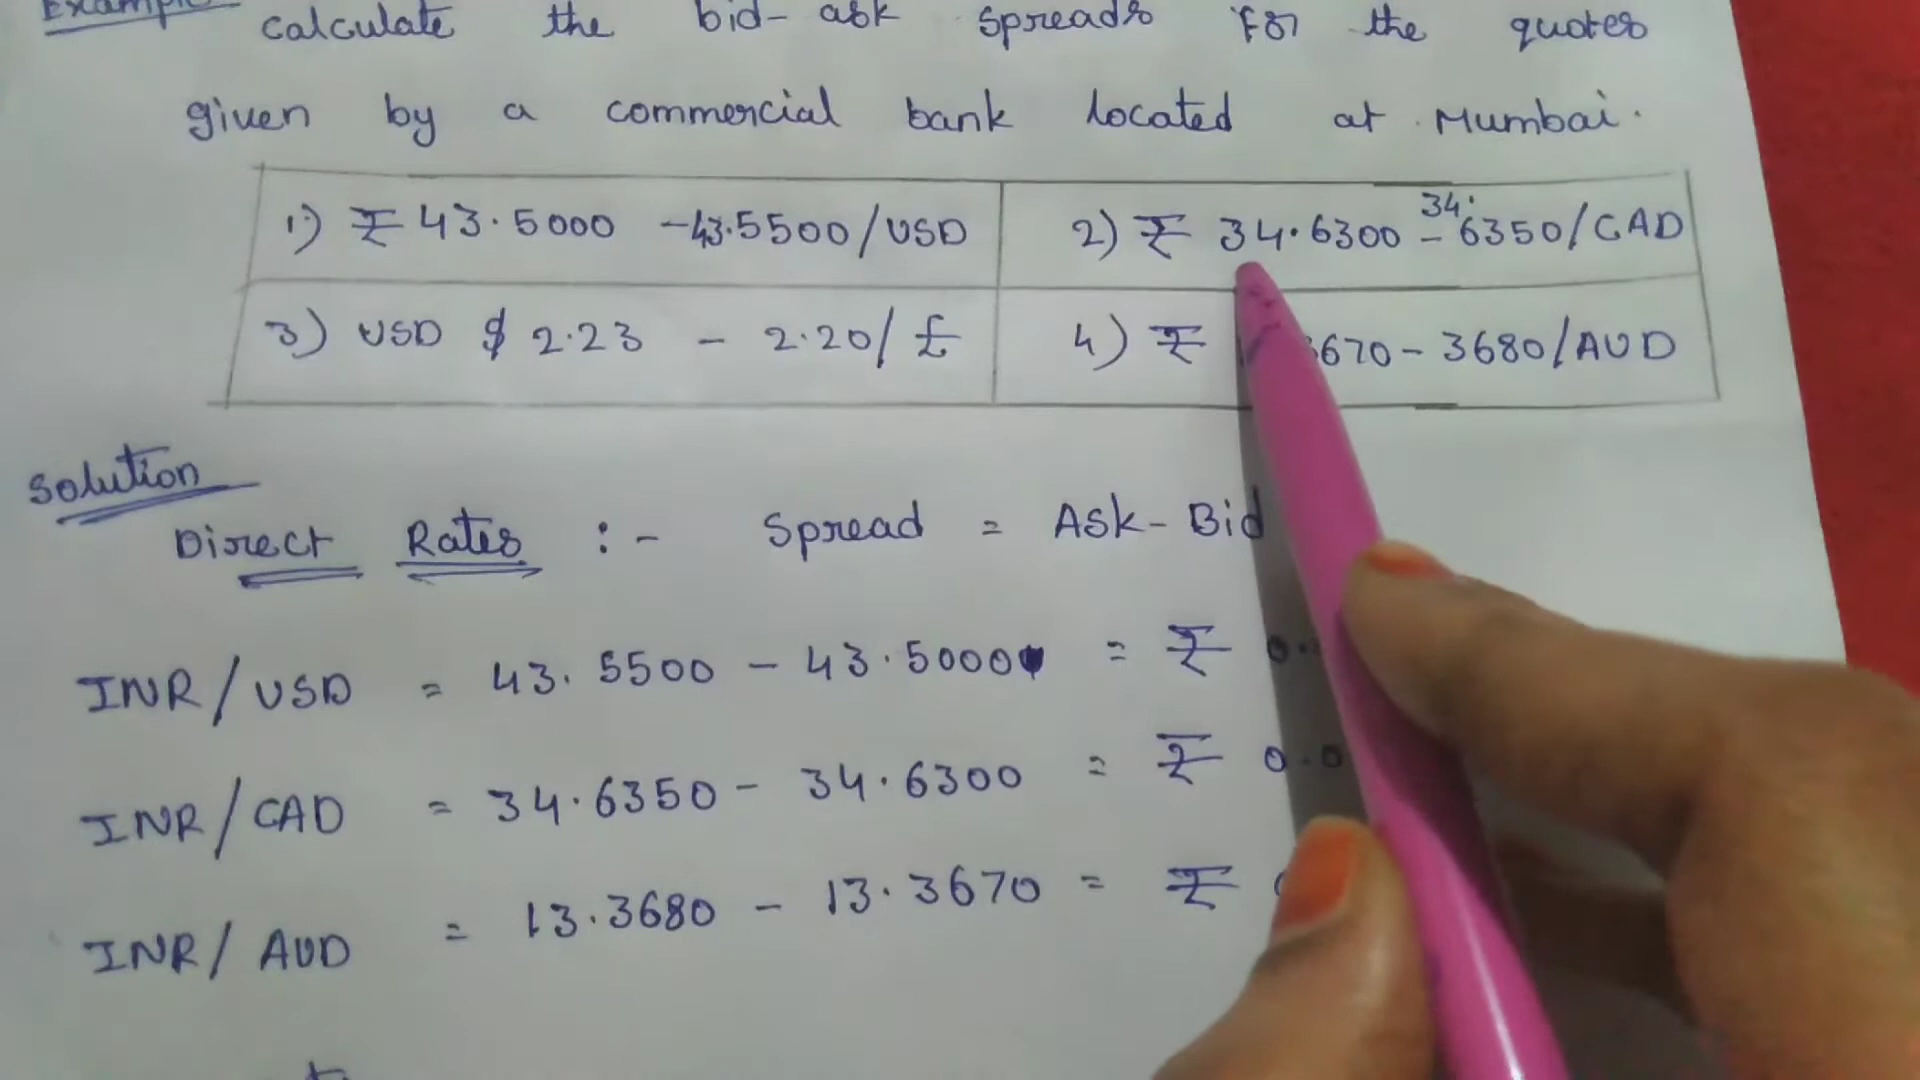 Example
calculate the bid-ask spreads for the quotes
given by a commercial bank located at Mumbai.
1) ₹ 43.5000 - 43.5500/USD
2) ₹ 34.6300 - 34.6350/CAD
3) USD $ 2.23 - 2.20/£
4) ₹ 3670 - 3680/AUD
Solution
Direct Rates :- Spread = Ask - Bid
INR/USD = 43.5500 - 43.5000 = ₹ 0.
INR/CAD = 34.6350 - 34.6300 = ₹ 0.0
INR/AUD = 13.3680 - 13.3670 = ₹